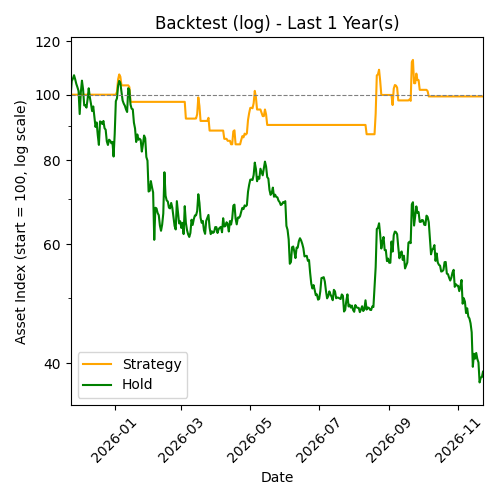 Backtest (log) - Last 1 Year(s)
Asset Index (start = 100, log scale)
120
100
80
60
40
Strategy
Hold
2026-01
2026-03
2026-05
2026-07
2026-09
2026-11
Date